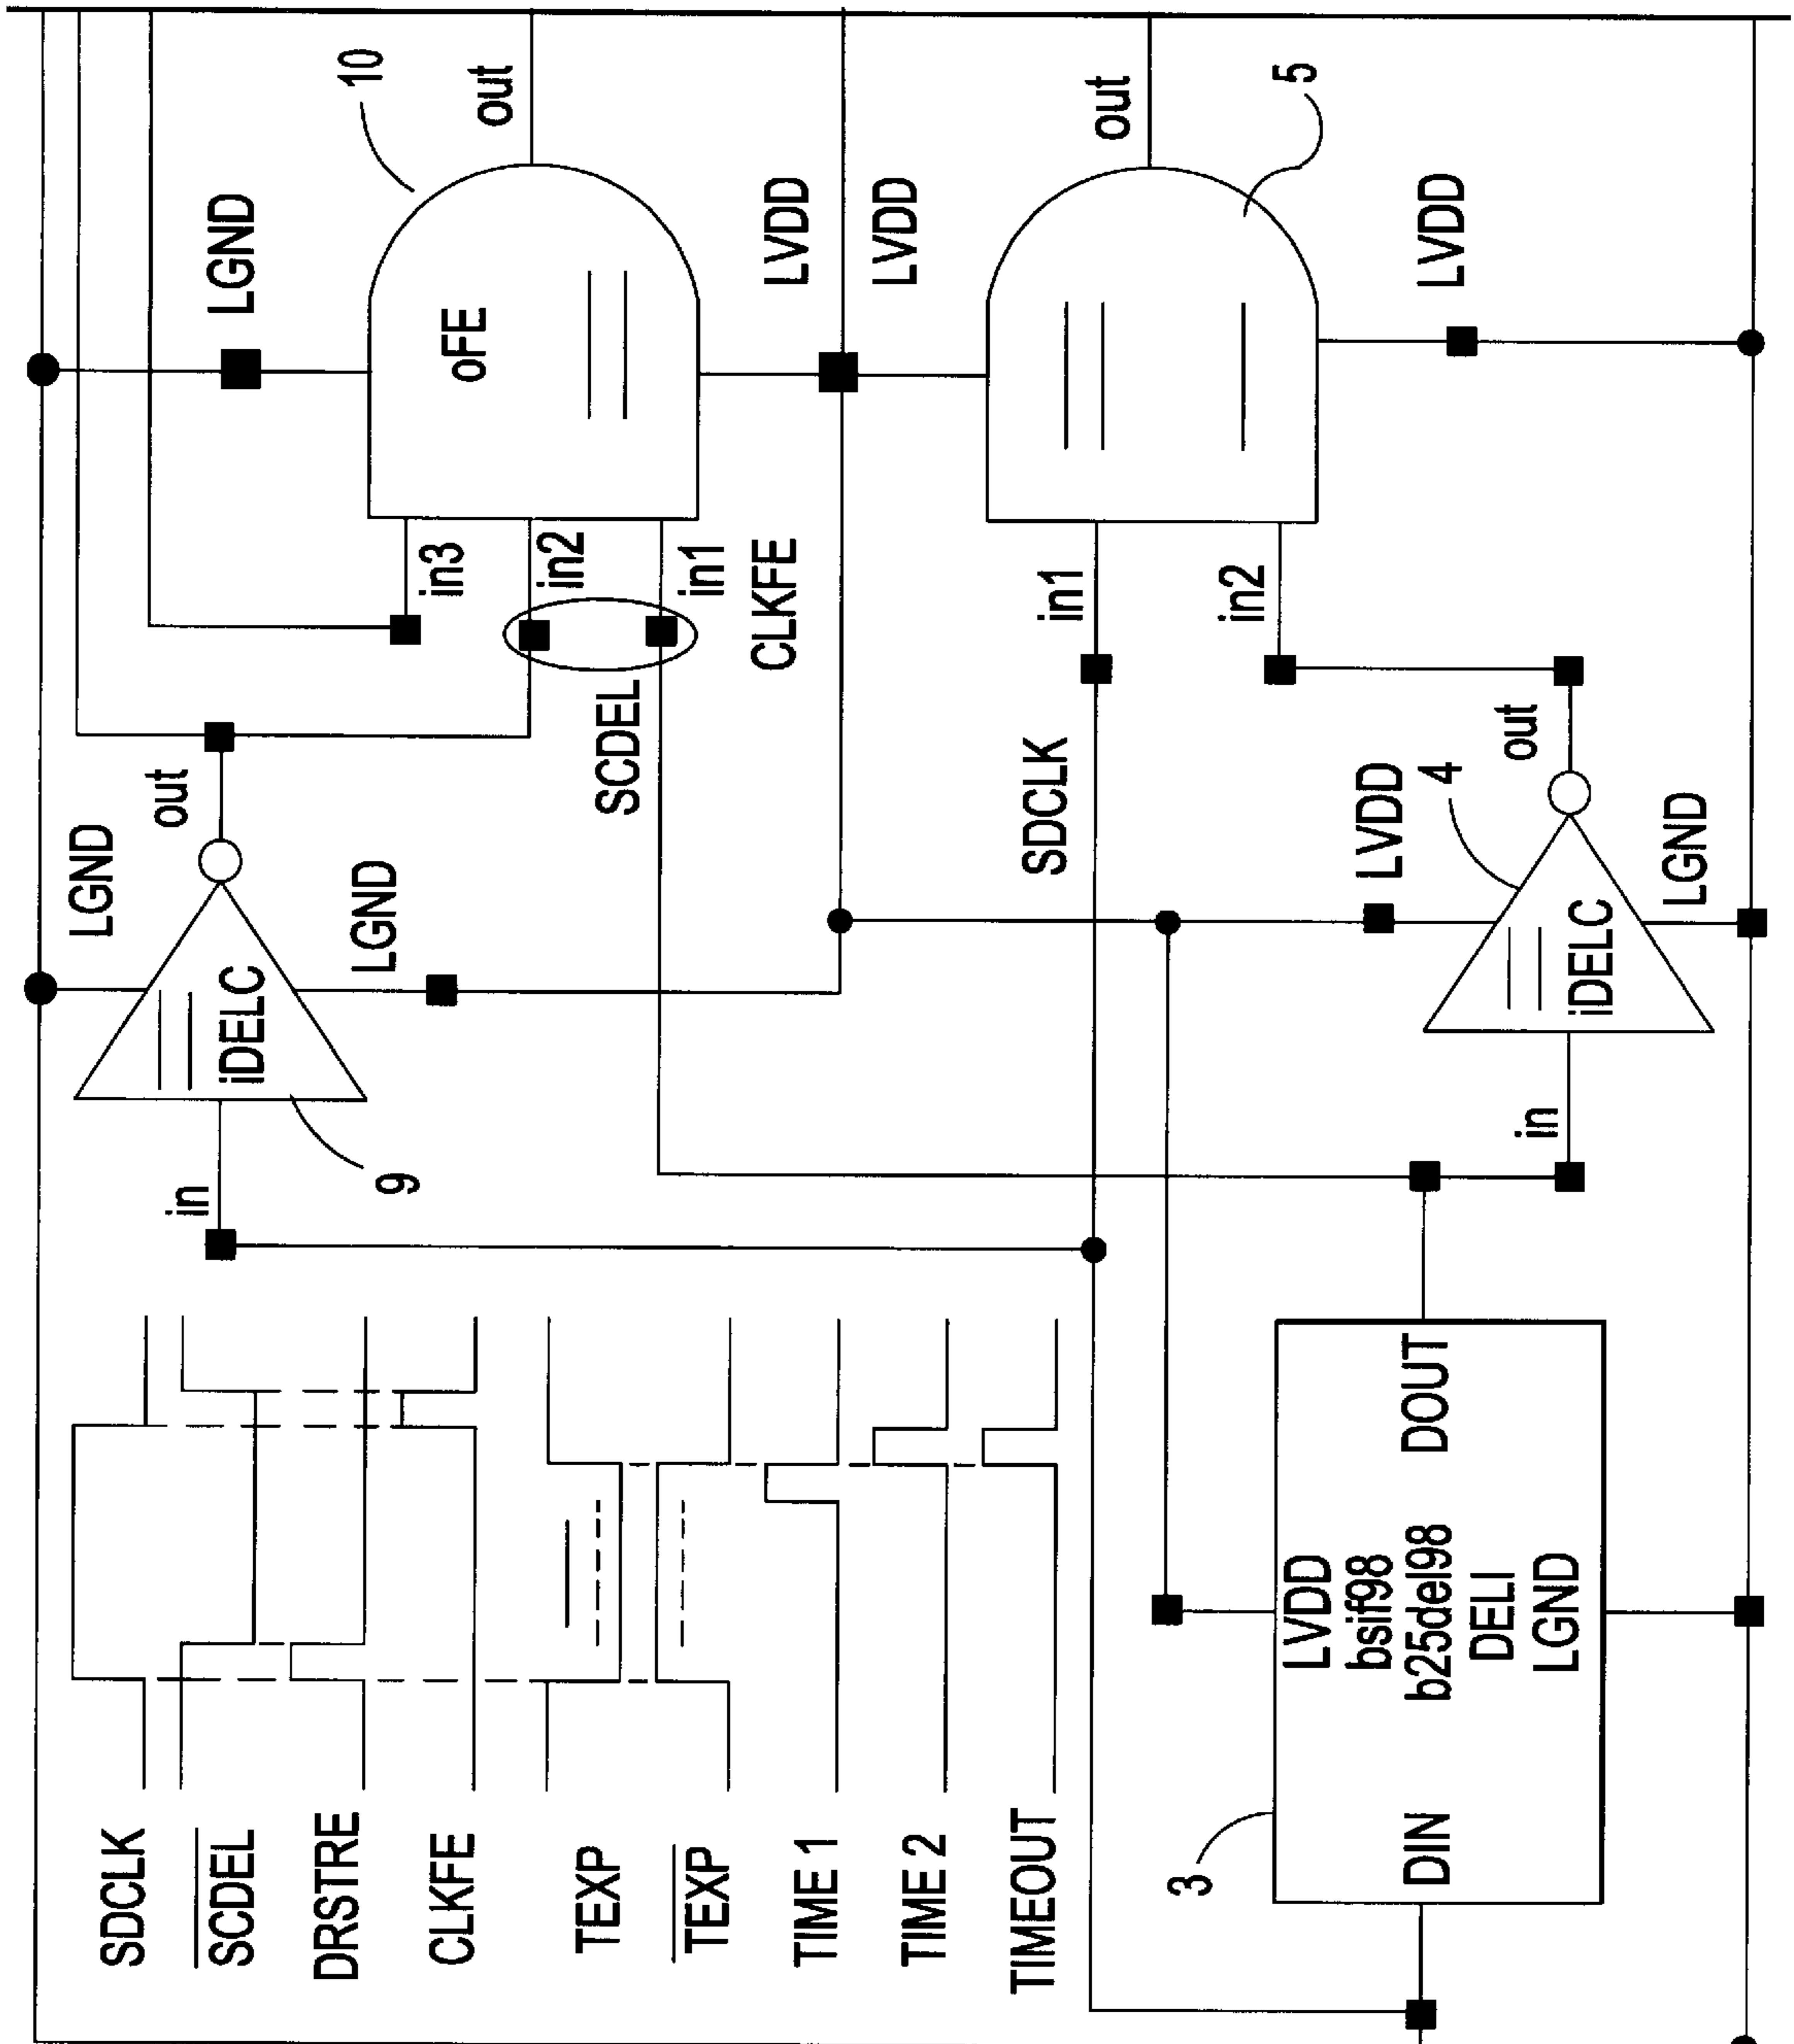 10
out
LGND
oFE
LVDD
LVDD
out
5
LVDD
in3
in2
in1
CLKFE
in1
in2
LGND
out
iDELC
LGND
9
in
SCDEL
SDCLK
LVDD
4
out
iDELC
LGND
in
SDCLK
SCDEL
DRSTRE
CLKFE
TEXP
TEXP
TIME 1
TIME 2
TIMEOUT
3
DIN
DOUT
LVDD
bsif98
b25del98
DELI
LGND